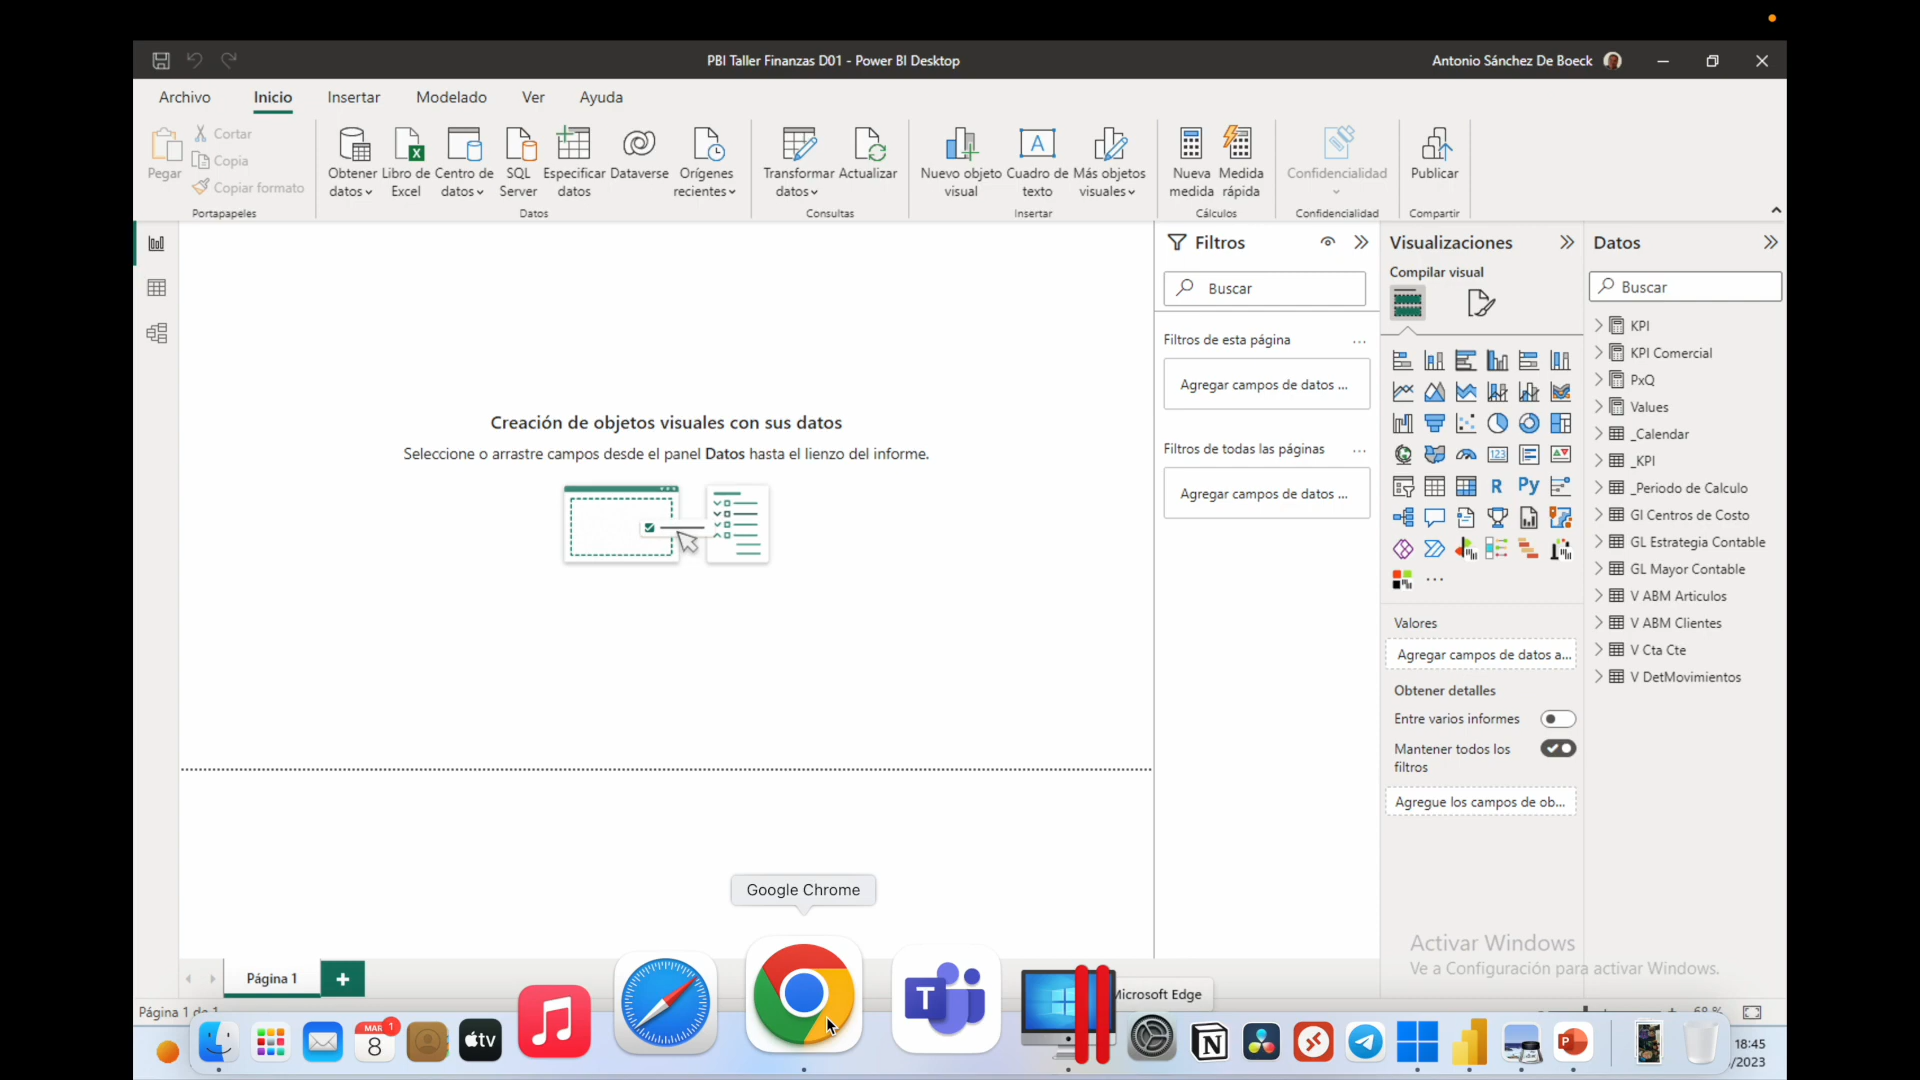 PBI Taller Finanzas D01 - Power BI Desktop
Antonio Sánchez De Boeck
Archivo
Inicio
Insertar
Modelado
Ver
Ayuda
Pegar
Cortar
Copia
Copiar formato
Portapapeles
Obtener datos
Libro de Excel
Centro de datos
SQL Server
Especificar datos
Dataverse
Orígenes recientes
Datos
Transformar datos
Actualizar
Consultas
Nuevo objeto visual
Cuadro de texto
Más objetos visuales
Insertar
Nueva medida
Medida rápida
Cálculos
Confidencialidad
Confidencialidad
Publicar
Compartir
Creación de objetos visuales con sus datos
Seleccione o arrastre campos desde el panel Datos hasta el lienzo del informe.
Filtros
Buscar
Filtros de esta página
...
Agregar campos de datos ...
Filtros de todas las páginas
...
Agregar campos de datos ...
Visualizaciones
Compilar visual
123
R
Py
...
Valores
Agregar campos de datos a...
Obtener detalles
Entre varios informes
Mantener todos los
filtros
Agregue los campos de ob...
Datos
Buscar
KPI
KPI Comercial
PxQ
Values
_Calendar
_KPI
_Periodo de Calculo
Gl Centros de Costo
GL Estrategia Contable
GL Mayor Contable
V ABM Articulos
V ABM Clientes
V Cta Cte
V DetMovimientos
Activar Windows
Ve a Configuración para activar Windows.
Google Chrome
Página 1
Microsoft Edge
Página 1 de 1
MAR
8
1
tv
T
N
P
18:45
/2023